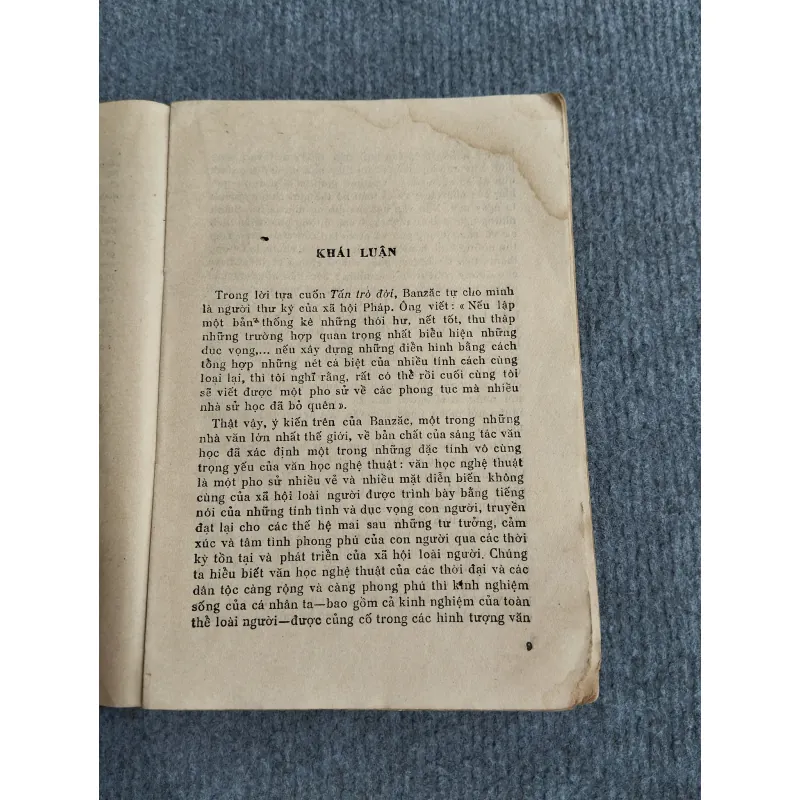 KHÁI LUẬN
Trong lời tựa cuốn Tấn trò đời, Banzăc tự cho mình
là người thư ký của xã hội Pháp. Ông viết : « Nếu lập
một bản thống kê những thói hư, nết tốt, thu thập
những trường hợp quan trọng nhất biểu hiện những
dục vọng,... nếu xây dựng những điển hình bằng cách
tổng hợp những nét cá biệt của nhiều tính cách cùng
loại lại, thì tôi nghĩ rằng, rất có thể rồi cuối cùng tôi
sẽ viết được một pho sử về các phong tục mà nhiều
nhà sử học đã bỏ quên ».
Thật vậy, ý kiến trên của Banzăc, một trong những
nhà văn lớn nhất thế giới, về bản chất của sáng tác văn
học đã xác định một trong những đặc tính vô cùng
trọng yếu của văn học nghệ thuật : văn học nghệ thuật
là một pho sử nhiều vẻ và nhiều mặt diễn biến không
cùng của xã hội loài người được trình bày bằng tiếng
nói của những tính tình và dục vọng con người, truyền
đạt lại cho các thế hệ mai sau những tư tưởng, cảm
xúc và tâm tình phong phú của con người qua các thời
kỳ tồn tại và phát triển của xã hội loài người. Chúng
ta hiểu biết văn học nghệ thuật của các thời đại và các
dân tộc càng rộng và càng phong phú thì kinh nghiệm
sống của cá nhân ta—bao gồm cả kinh nghiệm của toàn
thể loài người—được củng cố trong các hình tượng văn
9